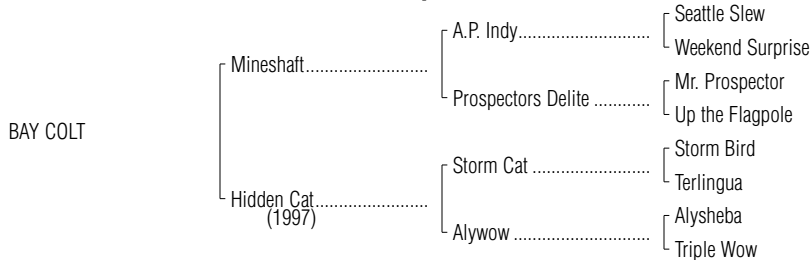 Seattle Slew
A.P. Indy............................
Weekend Surprise
Mineshaft..........................
Mr. Prospector
Prospectors Delite ............
Up the Flagpole
BAY COLT
Storm Bird
Storm Cat .........................
Terlingua
Hidden Cat........................
(1997)
Alysheba
Alywow .............................
Triple Wow